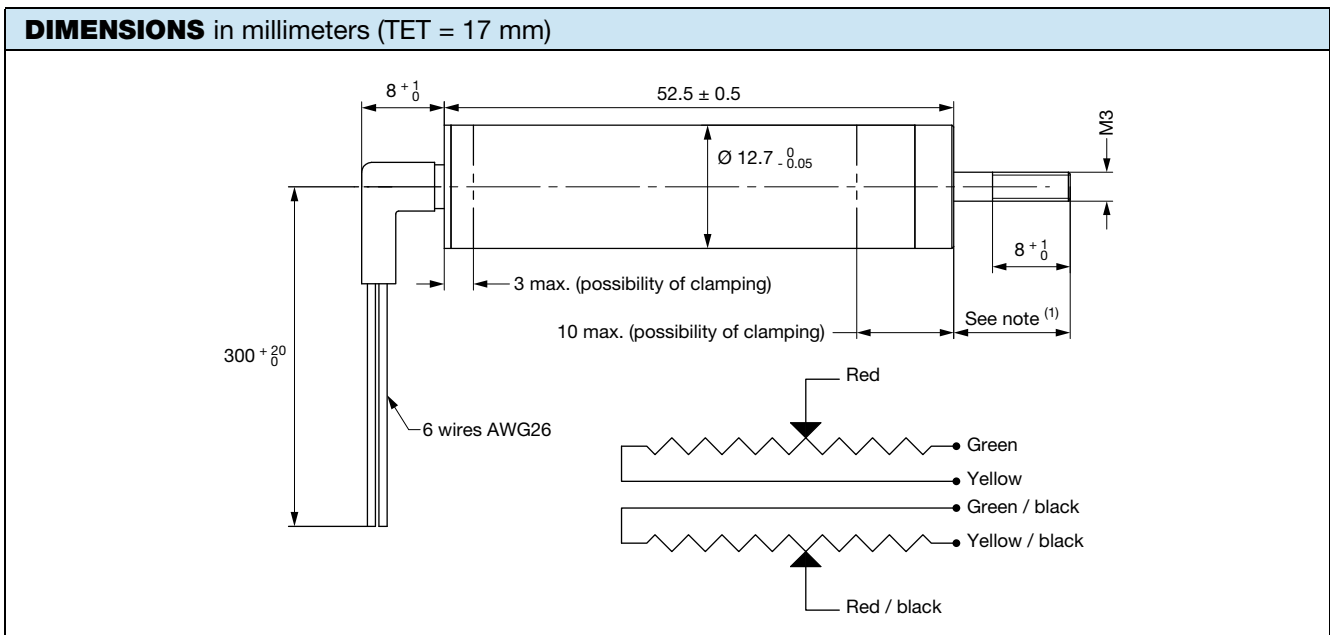 DIMENSIONS in millimeters (TET = 17 mm)
8 +1 0
52.5 ± 0.5
M3
Ø 12.7 0 - 0.05
8 +1 0
3 max. (possibility of clamping)
See note (1)
10 max. (possibility of clamping)
300 +20 0
Red
6 wires AWG26
Green
Yellow
Green / black
Yellow / black
Red / black